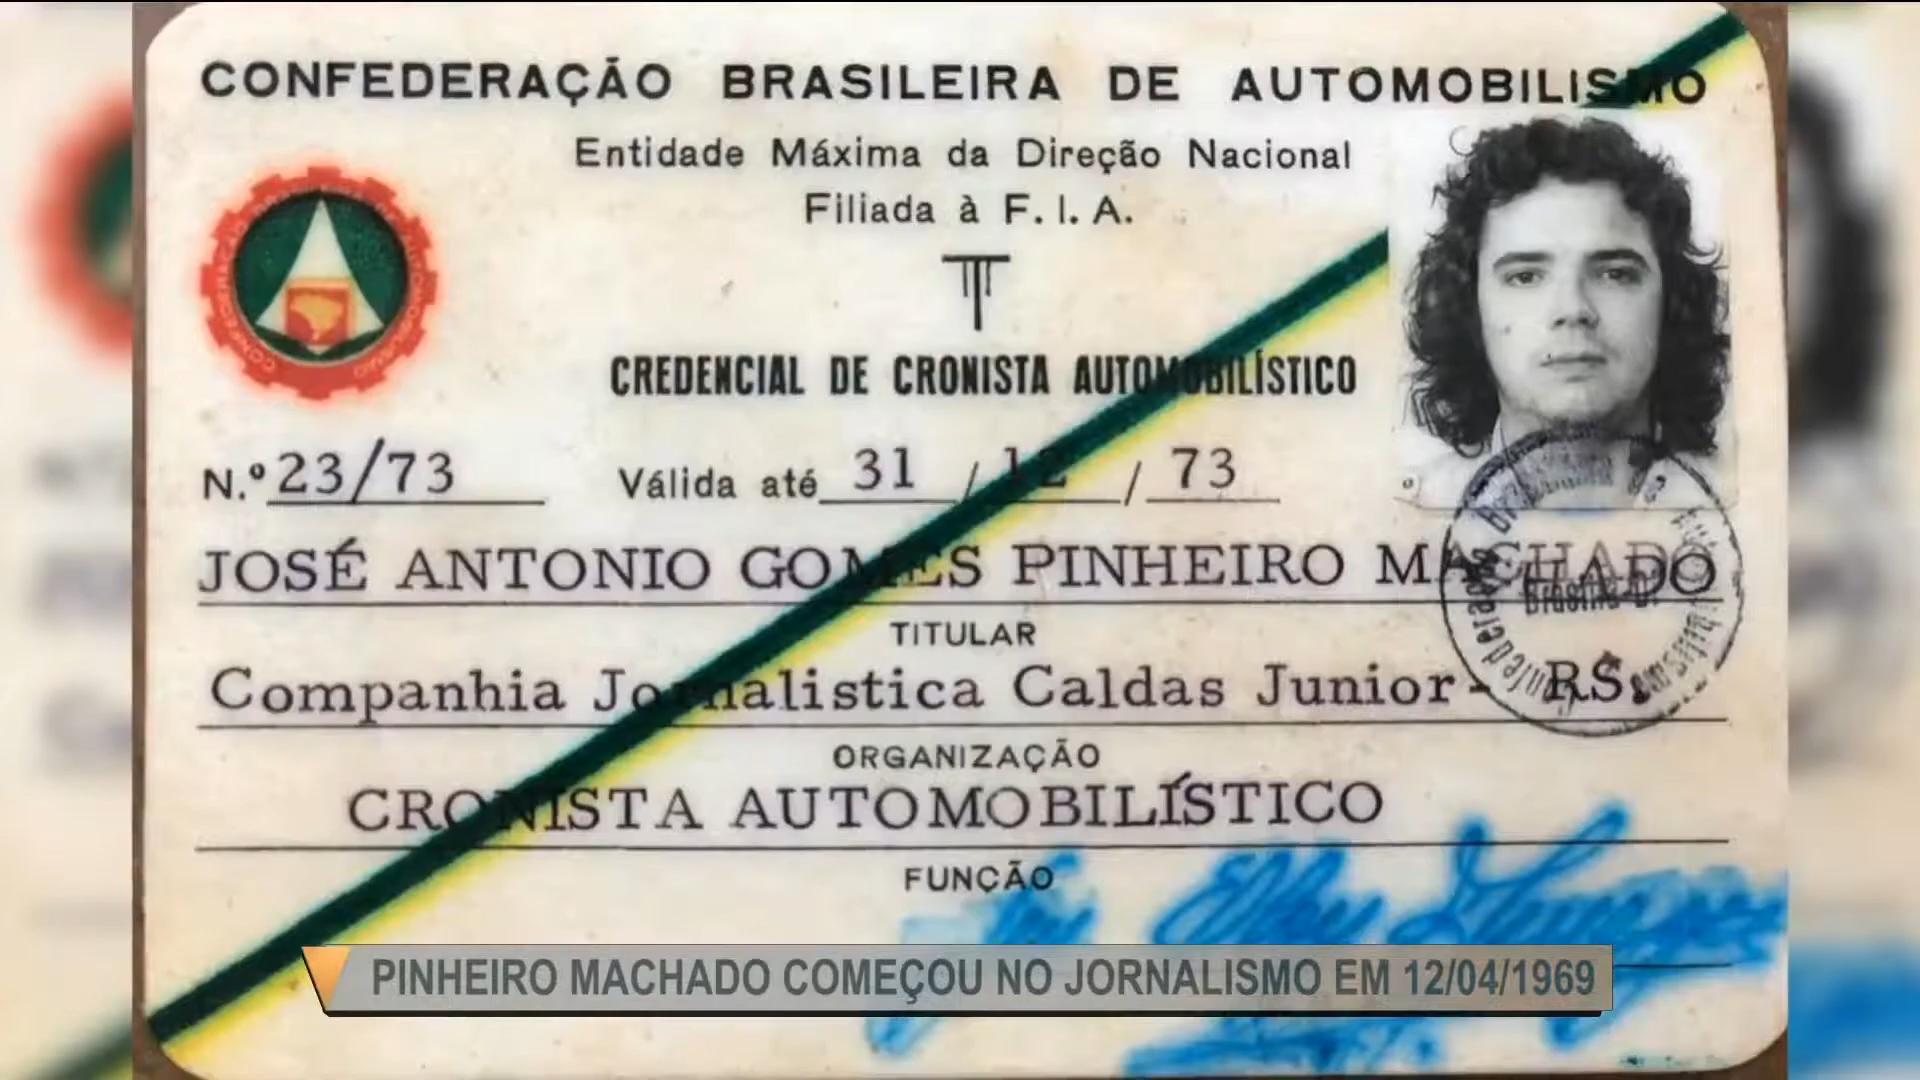 CONFEDERAÇÃO BRASILEIRA DE AUTOMOBILISMO
Entidade Máxima da Direção Nacional
Filiada à F. I. A.
CREDENCIAL DE CRONISTA AUTOMOBILÍSTICO
N.º 23/73 Válida até 31 / 12 / 73
JOSÉ ANTONIO GOMES PINHEIRO MACHADO
TITULAR
Companhia Jornalistica Caldas Junior - RS.
ORGANIZAÇÃO
CRONISTA AUTOMOBILÍSTICO
FUNÇÃO
PINHEIRO MACHADO COMEÇOU NO JORNALISMO EM 12/04/1969